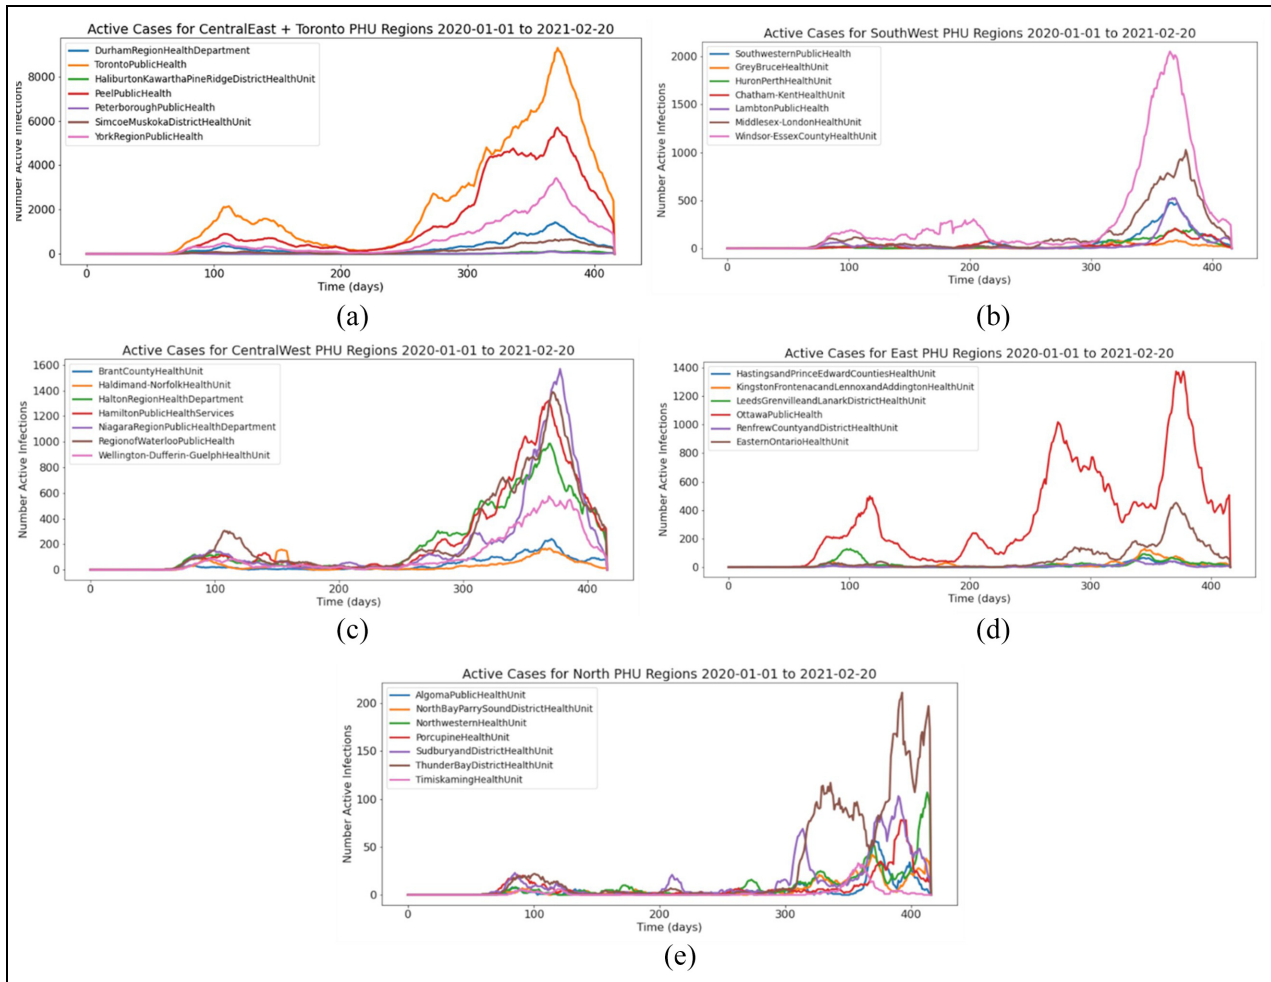 Active Cases for CentralEast + Toronto PHU Regions 2020-01-01 to 2021-02-20
DurhamRegionHealthDepartment
TorontoPublicHealth
HaliburtonKawarthaPineRidgeDistrictHealthUnit
PeelPublicHealth
PeterboroughPublicHealth
SimcoeMuskokaDistrictHealthUnit
YorkRegionPublicHealth
Number Active Infections
8000
6000
4000
2000
0
0 100 200 300 400
Time (days)
(a)
Active Cases for SouthWest PHU Regions 2020-01-01 to 2021-02-20
SouthwesternPublicHealth
GreyBruceHealthUnit
HuronPerthHealthUnit
Chatham-KentHealthUnit
LambtonPublicHealth
Middlesex-LondonHealthUnit
Windsor-EssexCountyHealthUnit
Number Active Infections
2000
1500
1000
500
0
0 100 200 300 400
Time (days)
(b)
Active Cases for CentralWest PHU Regions 2020-01-01 to 2021-02-20
BrantCountyHealthUnit
Haldimand-NorfolkHealthUnit
HaltonRegionHealthDepartment
HamiltonPublicHealthServices
NiagaraRegionPublicHealthDepartment
RegionofWaterlooPublicHealth
Wellington-Dufferin-GuelphHealthUnit
Number Active Infections
1600
1400
1200
1000
800
600
400
200
0
0 100 200 300 400
Time (days)
(c)
Active Cases for East PHU Regions 2020-01-01 to 2021-02-20
HastingsandPrinceEdwardCountiesHealthUnit
KingstonFrontenacandLennoxandAddingtonHealthUnit
LeedsGrenvilleandLanarkDistrictHealthUnit
OttawaPublicHealth
RenfrewCountyandDistrictHealthUnit
EasternOntarioHealthUnit
Number Active Infections
1400
1200
1000
800
600
400
200
0
0 100 200 300 400
Time (days)
(d)
Active Cases for North PHU Regions 2020-01-01 to 2021-02-20
AlgomaPublicHealthUnit
NorthBayParrySoundDistrictHealthUnit
NorthwesternHealthUnit
PorcupineHealthUnit
SudburyandDistrictHealthUnit
ThunderBayDistrictHealthUnit
TimiskamingHealthUnit
Number Active Infections
200
150
100
50
0
0 100 200 300 400
Time (days)
(e)